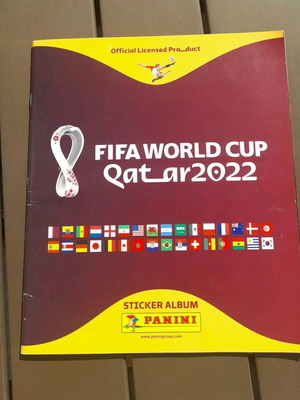 Official Licensed Product
FIFA WORLD CUP
Qatar2022
STICKER ALBUM
PANINI
www.paninigroup.com